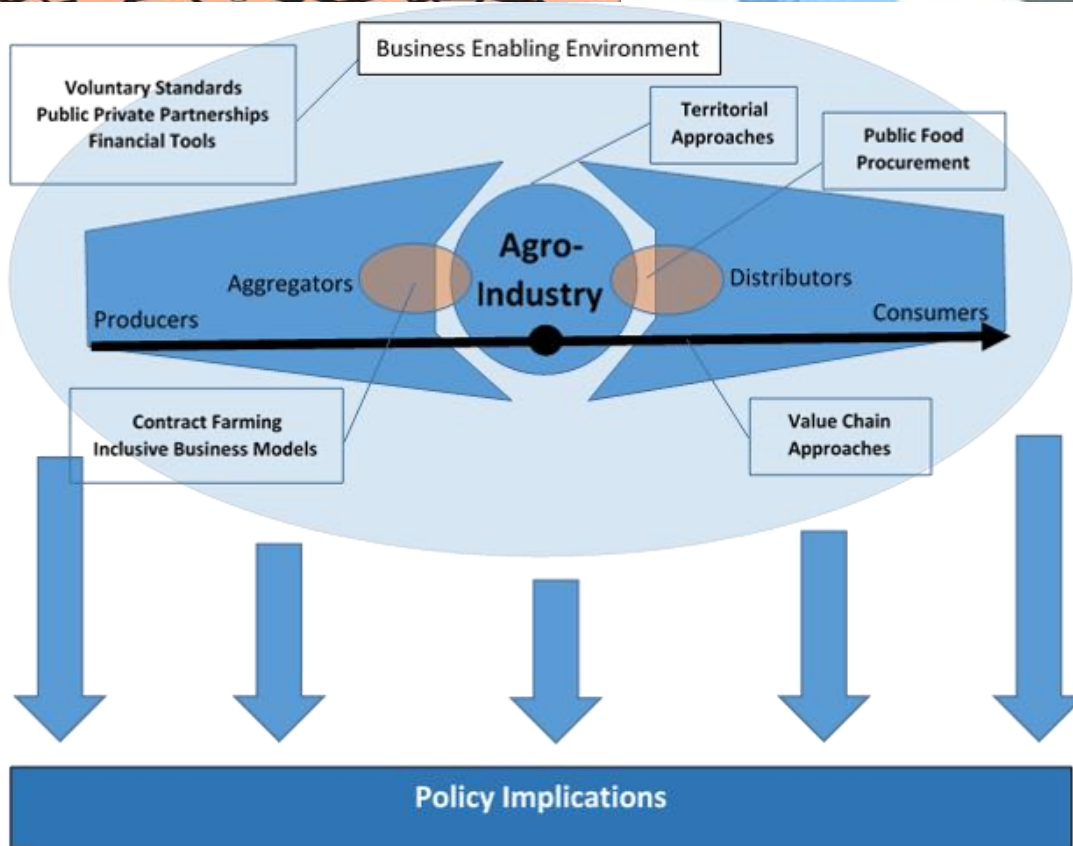 Business Enabling Environment
Voluntary Standards
Public Private Partnerships
Financial Tools
Territorial
Approaches
Public Food
Procurement
Agro-
Industry
Aggregators
Distributors
Producers
Consumers
Contract Farming
Inclusive Business Models
Value Chain
Approaches
Policy Implications